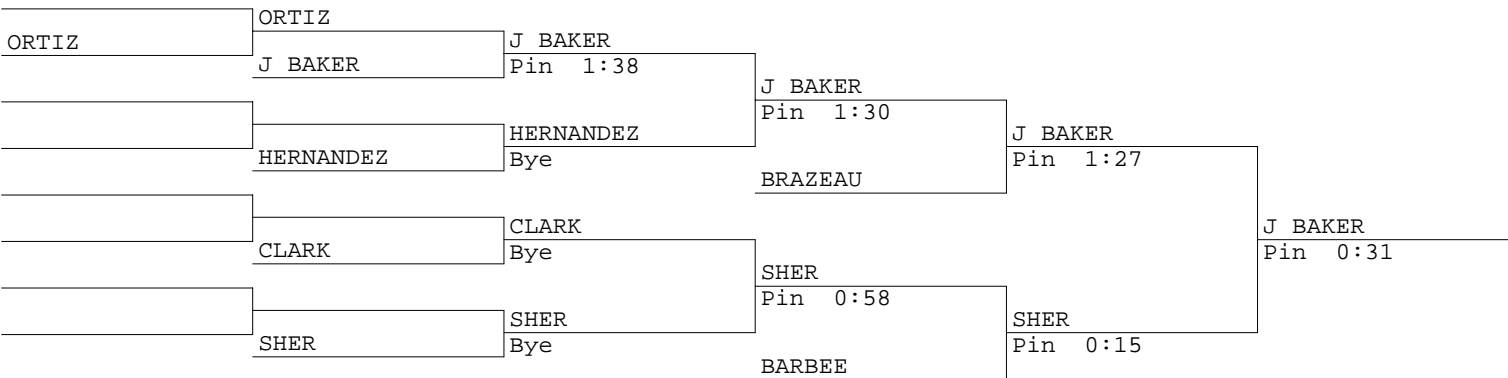 ORTIZ
ORTIZ
J BAKER
J BAKER
Pin 1:38
J BAKER
Pin 1:30
HERNANDEZ
J BAKER
HERNANDEZ
Bye
Pin 1:27
BRAZEAU
CLARK
J BAKER
CLARK
Bye
Pin 0:31
SHER
Pin 0:58
SHER
SHER
SHER
Bye
Pin 0:15
BARBEE